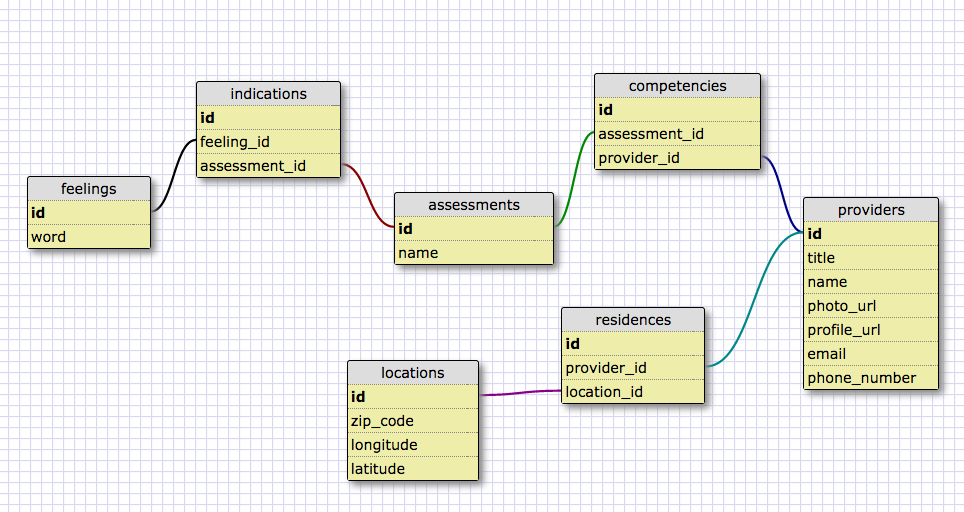 indications
id
feeling_id
assessment_id
feelings
id
word
assessments
id
name
competencies
id
assessment_id
provider_id
providers
id
title
name
photo_url
profile_url
email
phone_number
residences
id
provider_id
location_id
locations
id
zip_code
longitude
latitude